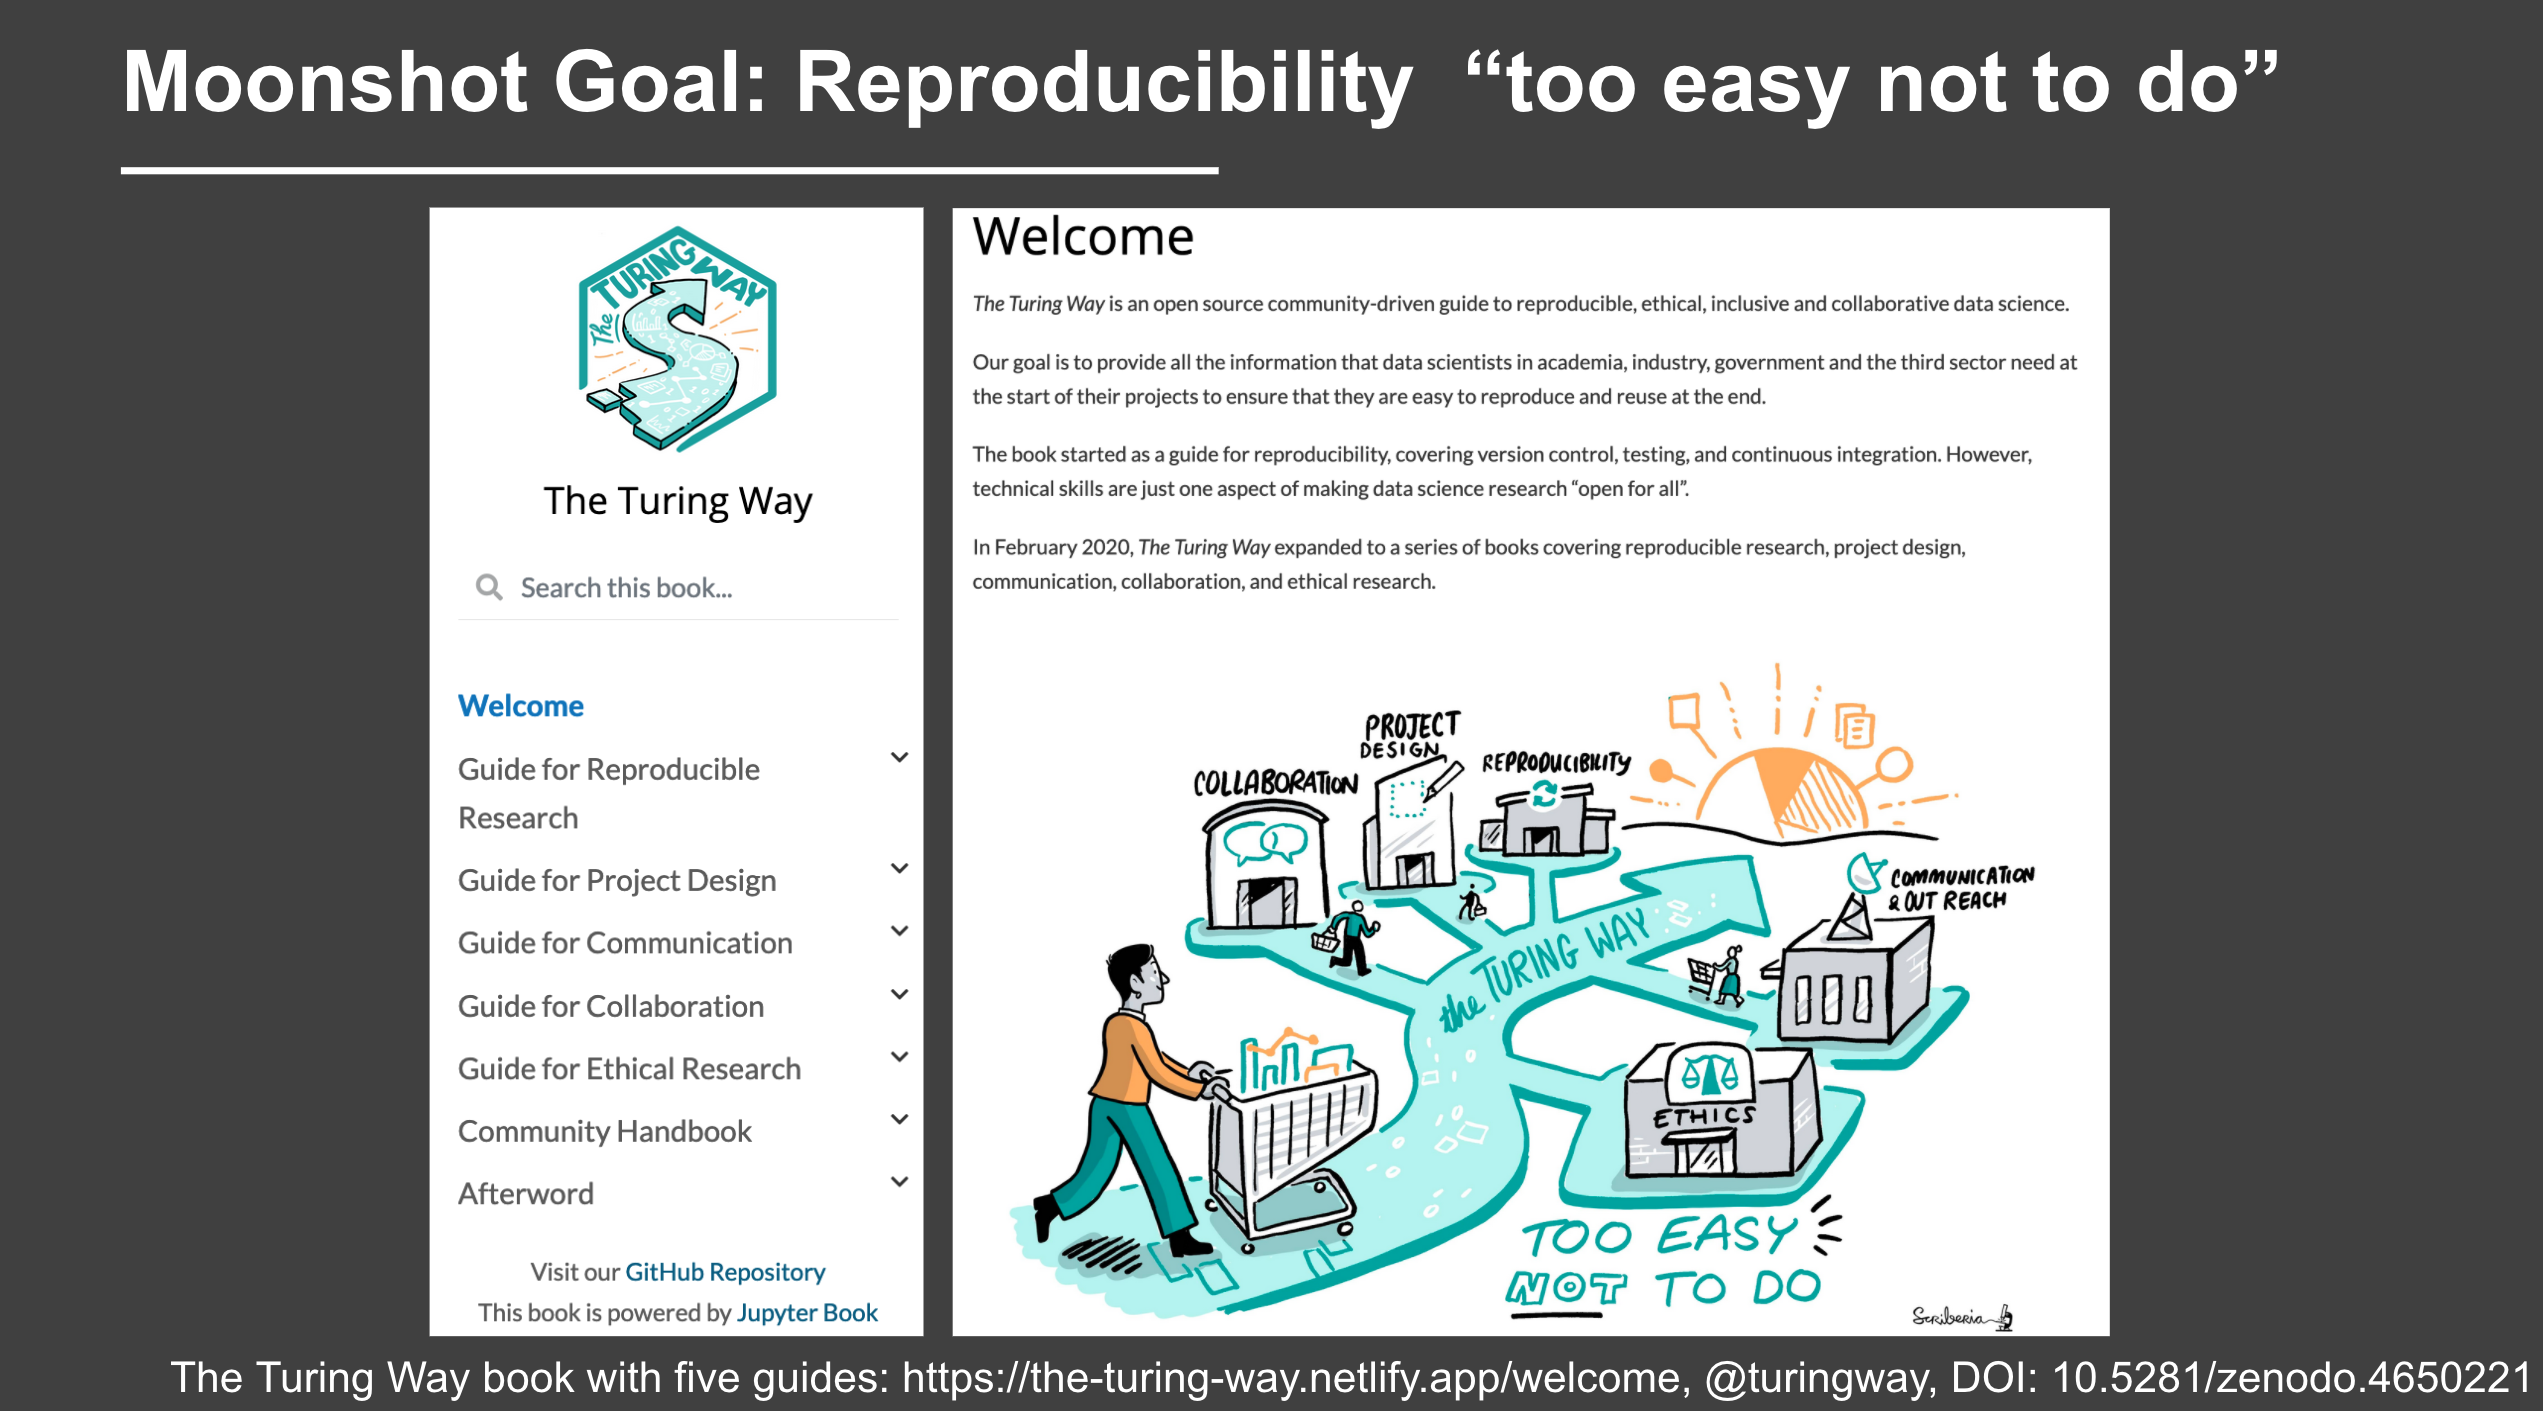 Moonshot Goal: Reproducibility “too easy not to do”
The TURING WAY
The Turing Way
Search this book...
Welcome
Guide for Reproducible
Research
Guide for Project Design
Guide for Communication
Guide for Collaboration
Guide for Ethical Research
Community Handbook
Afterword
Visit our GitHub Repository
This book is powered by Jupyter Book
Welcome
The Turing Way is an open source community-driven guide to reproducible, ethical, inclusive and collaborative data science.
Our goal is to provide all the information that data scientists in academia, industry, government and the third sector need at
the start of their projects to ensure that they are easy to reproduce and reuse at the end.
The book started as a guide for reproducibility, covering version control, testing, and continuous integration. However,
technical skills are just one aspect of making data science research “open for all”.
In February 2020, The Turing Way expanded to a series of books covering reproducible research, project design,
communication, collaboration, and ethical research.
PROJECT
DESIGN
REPRODUCIBILITY
COLLABORATION
COMMUNICATION
& OUT REACH
the TURING WAY
ETHICS
TOO EASY
NOT TO DO
Scriberia
The Turing Way book with five guides: https://the-turing-way.netlify.app/welcome, @turingway, DOI: 10.5281/zenodo.4650221